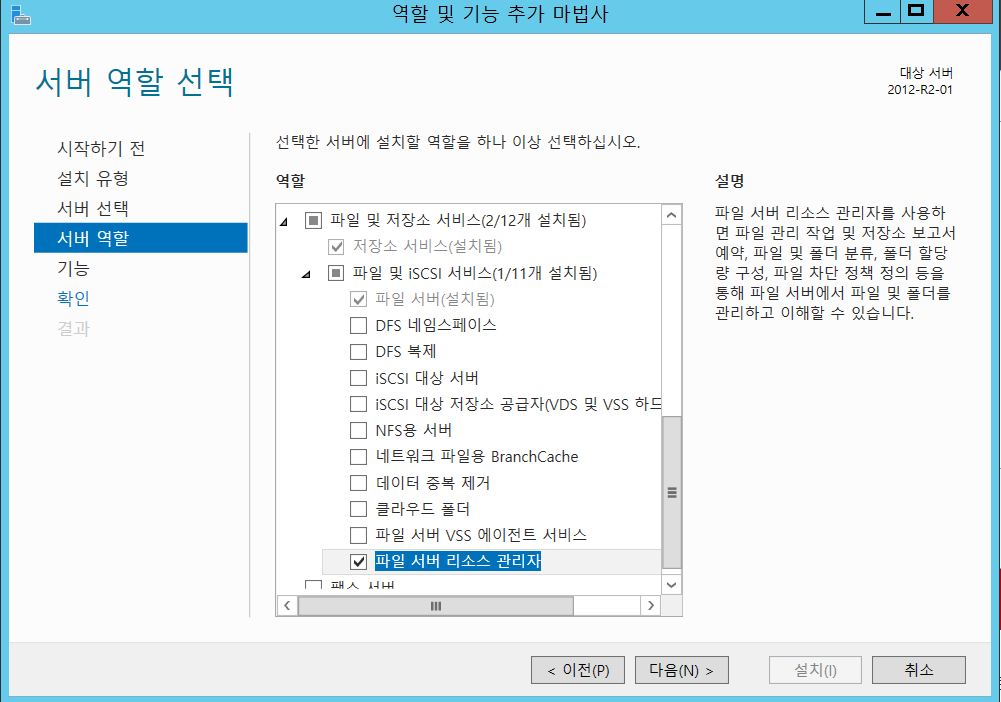 역할 및 기능 추가 마법사
X
서버 역할 선택
대상 서버
2012-R2-01
시작하기 전
설치 유형
서버 선택
서버 역할
기능
확인
결과
선택한 서버에 설치할 역할을 하나 이상 선택하십시오.
역할
파일 및 저장소 서비스(2/12개 설치됨)
저장소 서비스(설치됨)
파일 및 iSCSI 서비스(1/11개 설치됨)
파일 서버(설치됨)
DFS 네임스페이스
DFS 복제
iSCSI 대상 서버
iSCSI 대상 저장소 공급자(VDS 및 VSS 하드
NFS용 서버
네트워크 파일용 BranchCache
데이터 중복 제거
클라우드 폴더
파일 서버 VSS 에이전트 서비스
파일 서버 리소스 관리자
팩스 서버
설명
파일 서버 리소스 관리자를 사용하
면 파일 관리 작업 및 저장소 보고서
예약, 파일 및 폴더 분류, 폴더 할당
량 구성, 파일 차단 정책 정의 등을
통해 파일 서버에서 파일 및 폴더를
관리하고 이해할 수 있습니다.
< 이전(P)
다음(N) >
설치(I)
취소